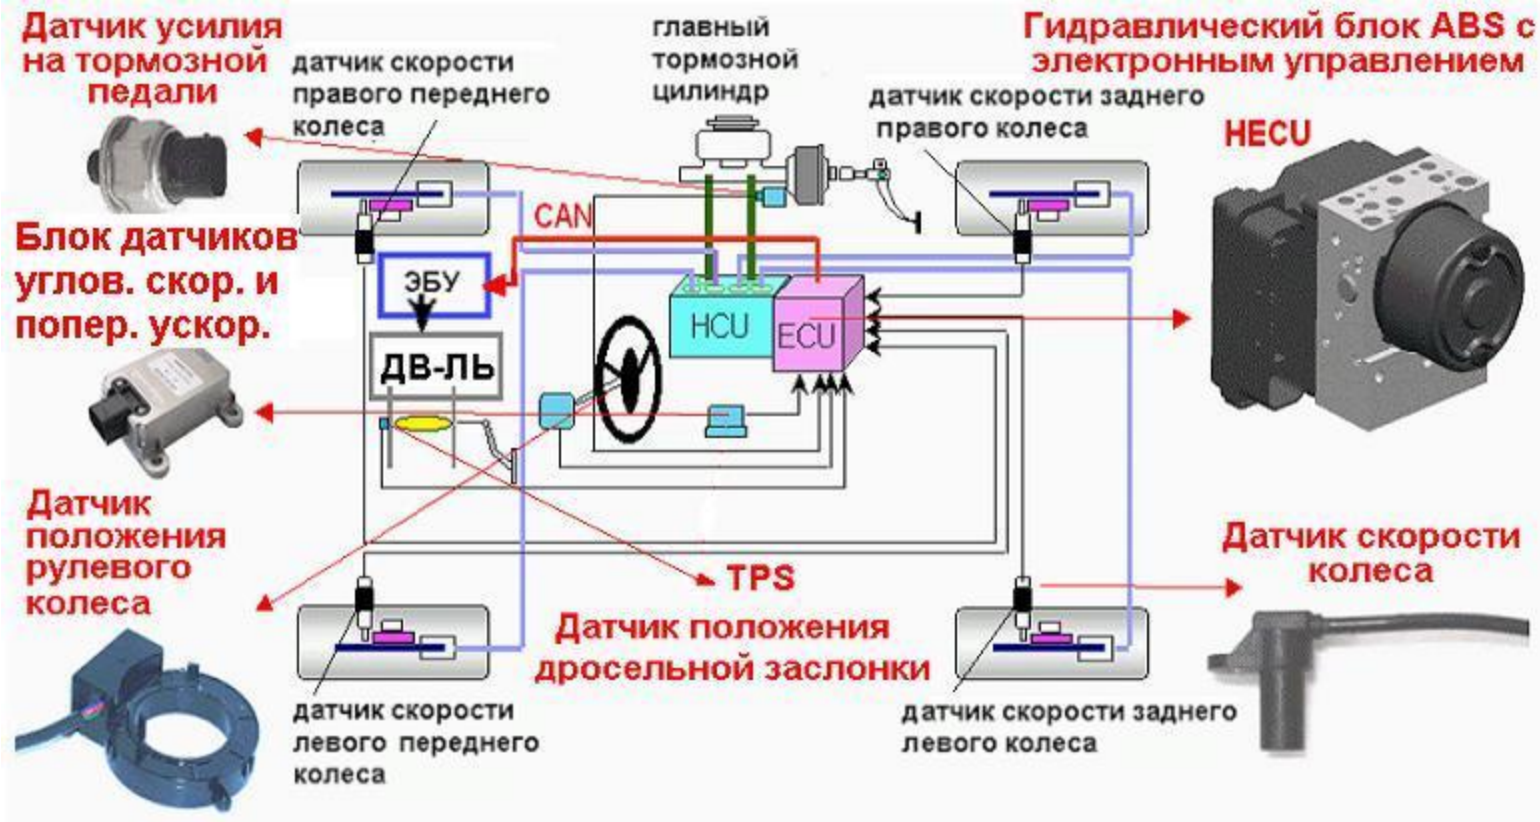 Датчик усилия
на тормозной
педали
датчик скорости
правого переднего
колеса
главный
тормозной
цилиндр
датчик скорости заднего
правого колеса
Гидравлический блок ABS с
электронным управлением
HECU
Блок датчиков
углов. скор. и
попер. ускор.
CAN
ЭБУ
HCU
ECU
ДВ-ЛЬ
Датчик
положения
рулевого
колеса
TPS
Датчик положения
дросельной заслонки
Датчик скорости
колеса
датчик скорости
левого переднего
колеса
датчик скорости заднего
левого колеса